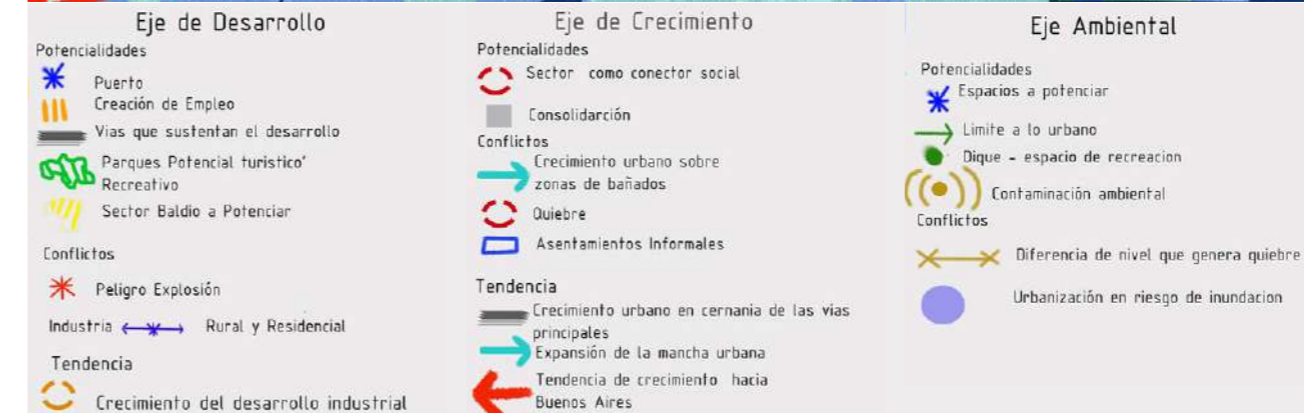 Eje de Desarrollo
Potencialidades
Puerto
Creación de Empleo
Vias que sustentan el desarrollo
Parques Potencial turistico'
Recreativo
Sector Baldio a Potenciar
Conflictos
Peligro Explosión
Industria
Rural y Residencial
Tendencia
Crecimiento del desarrollo industrial
Eje de Crecimiento
Potencialidades
Sector como conector social
Consolidarción
Conflictos
Crecimiento urbano sobre
zonas de bañados
Quiebre
Asentamientos Informales
Tendencia
Crecimiento urbano en cernania de las vias
principales
Expansión de la mancha urbana
Tendencia de crecimiento hacia
Buenos Aires
Eje Ambiental
Potencialidades
Espacios a potenciar
Limite a lo urbano
Dique - espacio de recreacion
Contaminación ambiental
Conflictos
Diferencia de nivel que genera quiebre
Urbanización en riesgo de inundacion